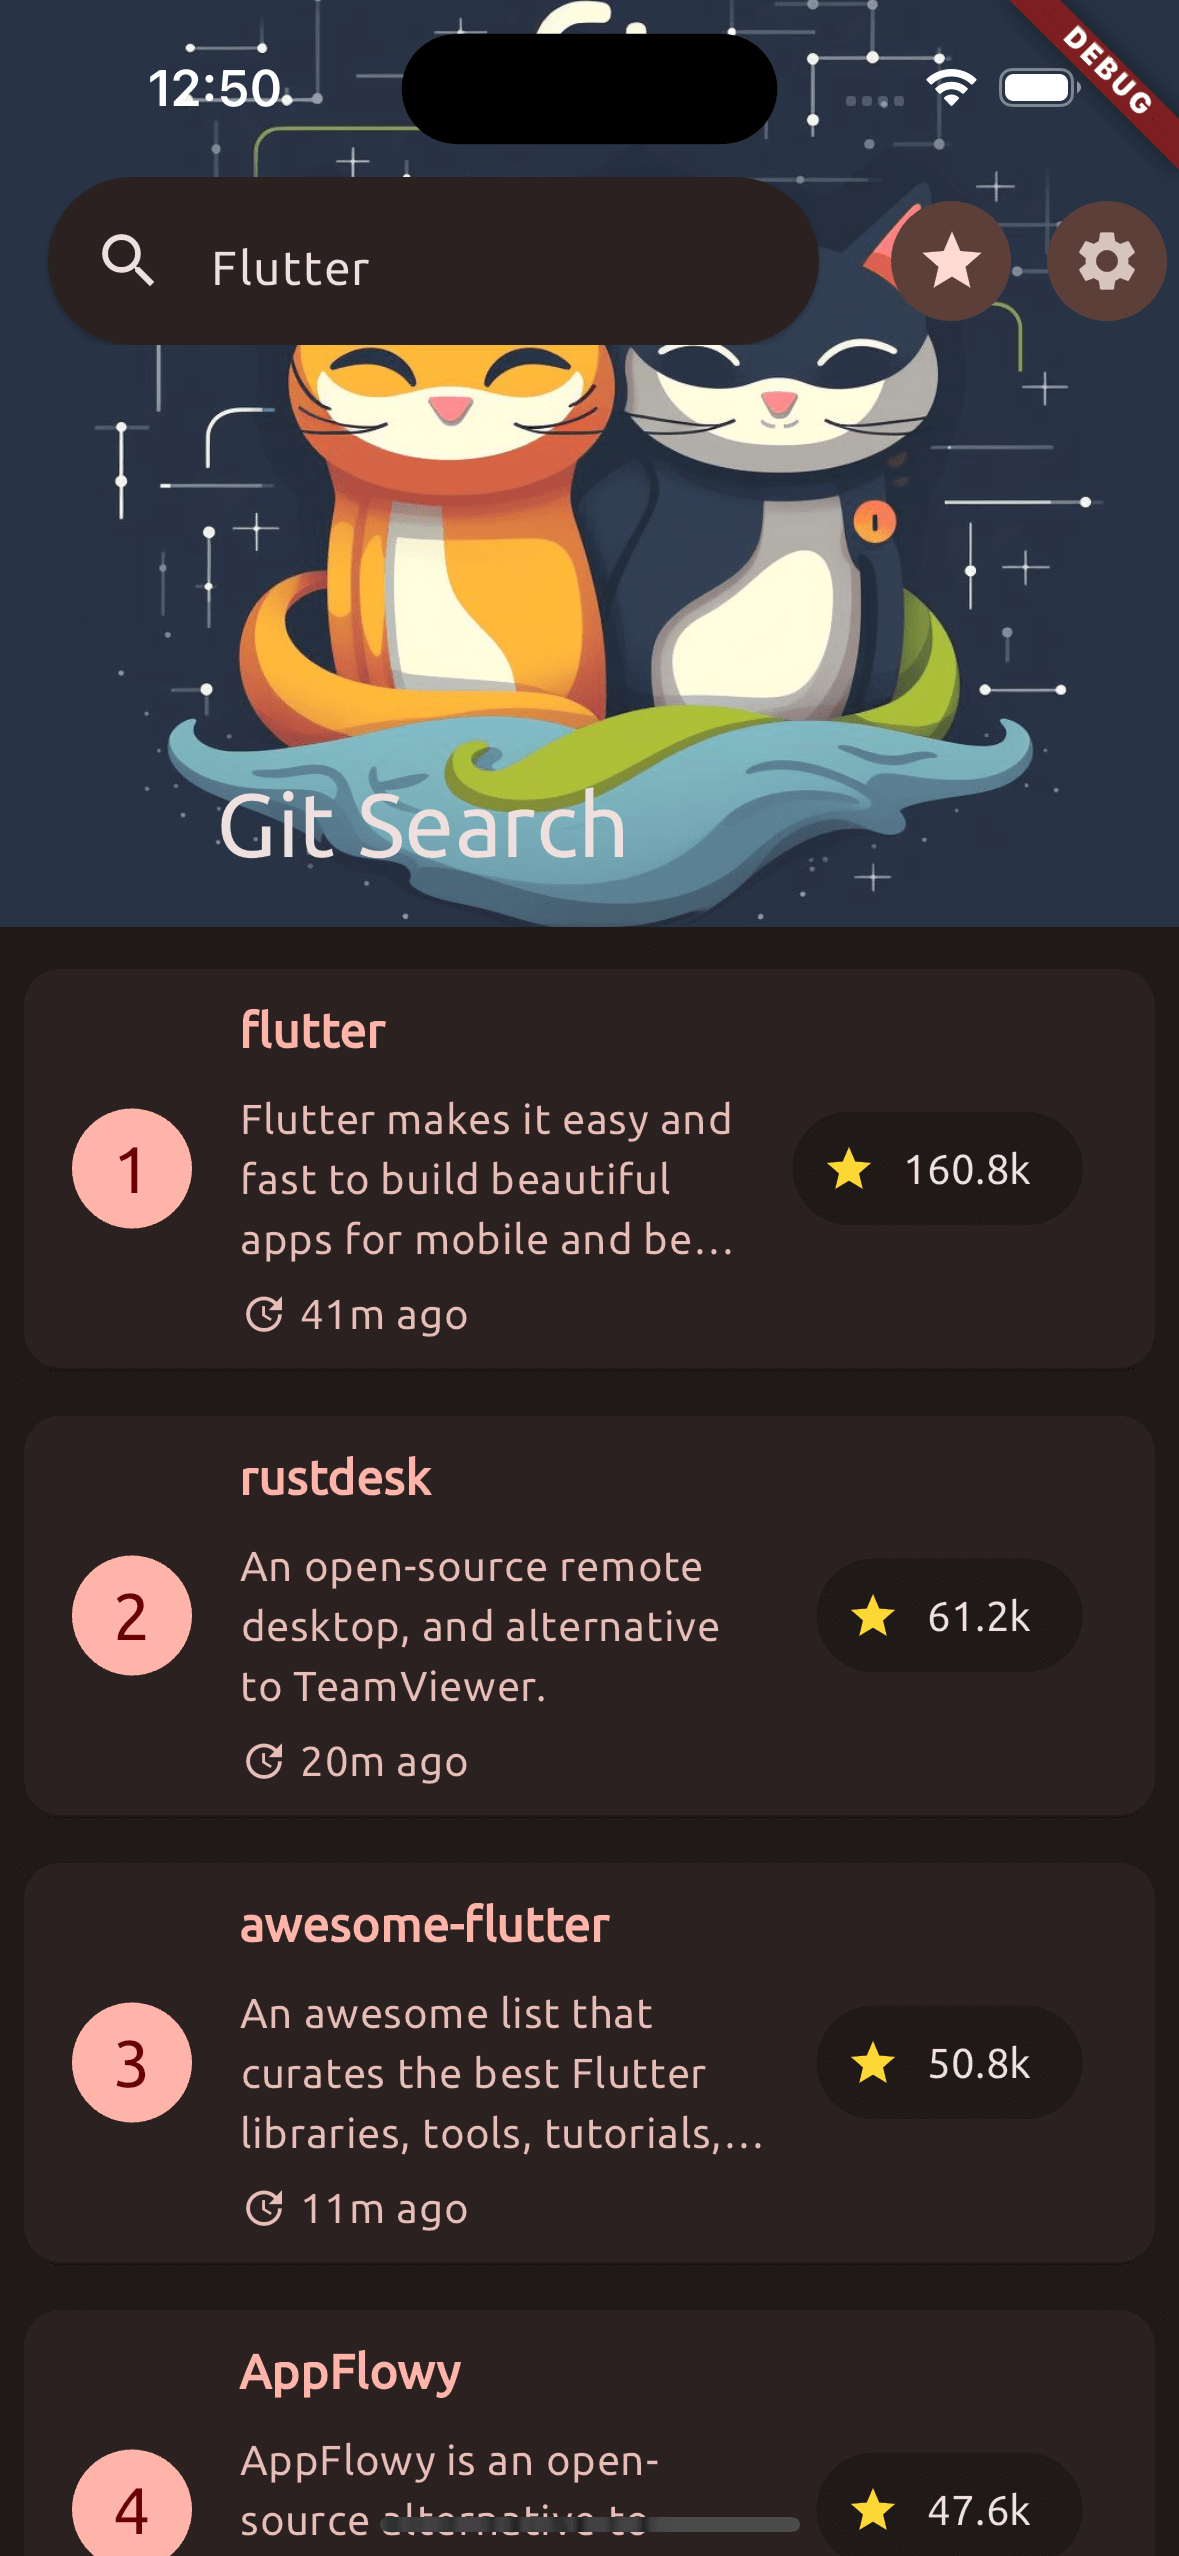 12:50
DEBUG
Flutter
Git Search
flutter
1
Flutter makes it easy and
fast to build beautiful
apps for mobile and be...
160.8k
41m ago
rustdesk
2
An open-source remote
desktop, and alternative
to TeamViewer.
61.2k
20m ago
awesome-flutter
3
An awesome list that
curates the best Flutter
libraries, tools, tutorials,...
50.8k
11m ago
AppFlowy
4
AppFlowy is an open-
source alternative to
47.6k